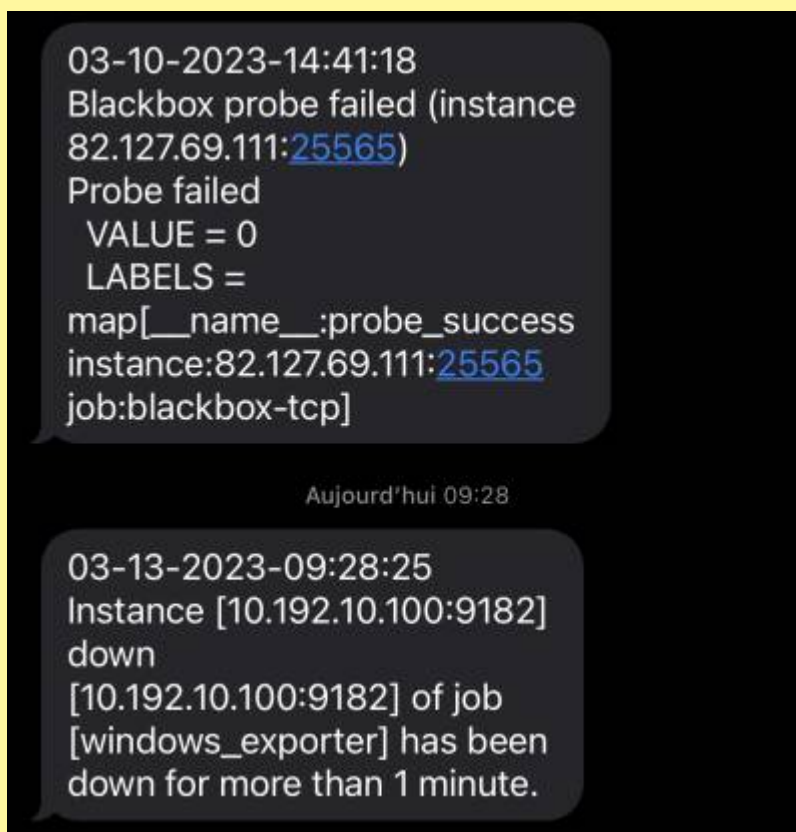 03-10-2023-14:41:18
Blackbox probe failed (instance
82.127.69.111:25565)
Probe failed
VALUE = 0
LABELS =
map[__name__:probe_success
instance:82.127.69.111:25565
job:blackbox-tcp]
Aujourd'hui 09:28
03-13-2023-09:28:25
Instance [10.192.10.100:9182]
down
[10.192.10.100:9182] of job
[windows_exporter] has been
down for more than 1 minute.